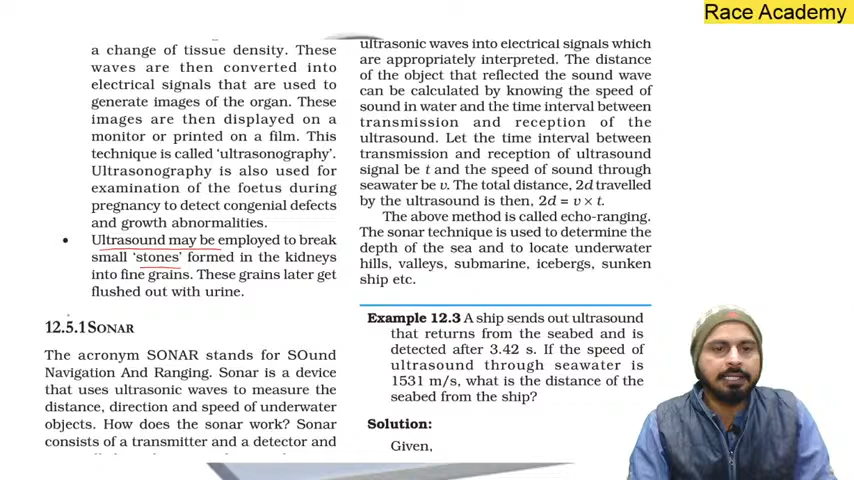 Race Academy
a change of tissue density. These
waves are then converted into
electrical signals that are used to
generate images of the organ. These
images are then displayed on a
monitor or printed on a film. This
technique is called ‘ultrasonography’.
Ultrasonography is also used for
examination of the foetus during
pregnancy to detect congenial defects
and growth abnormalities.
• Ultrasound may be employed to break
small ‘stones’ formed in the kidneys
into fine grains. These grains later get
flushed out with urine.
12.5.1 SONAR
The acronym SONAR stands for SOund
Navigation And Ranging. Sonar is a device
that uses ultrasonic waves to measure the
distance, direction and speed of underwater
objects. How does the sonar work? Sonar
consists of a transmitter and a detector and
ultrasonic waves into electrical signals which
are appropriately interpreted. The distance
of the object that reflected the sound wave
can be calculated by knowing the speed of
sound in water and the time interval between
transmission and reception of the
ultrasound. Let the time interval between
transmission and reception of ultrasound
signal be t and the speed of sound through
seawater be v. The total distance, 2d travelled
by the ultrasound is then, 2d = v × t.
The above method is called echo-ranging.
The sonar technique is used to determine the
depth of the sea and to locate underwater
hills, valleys, submarine, icebergs, sunken
ship etc.
Example 12.3 A ship sends out ultrasound
that returns from the seabed and is
detected after 3.42 s. If the speed of
ultrasound through seawater is
1531 m/s, what is the distance of the
seabed from the ship?
Solution:
Given,